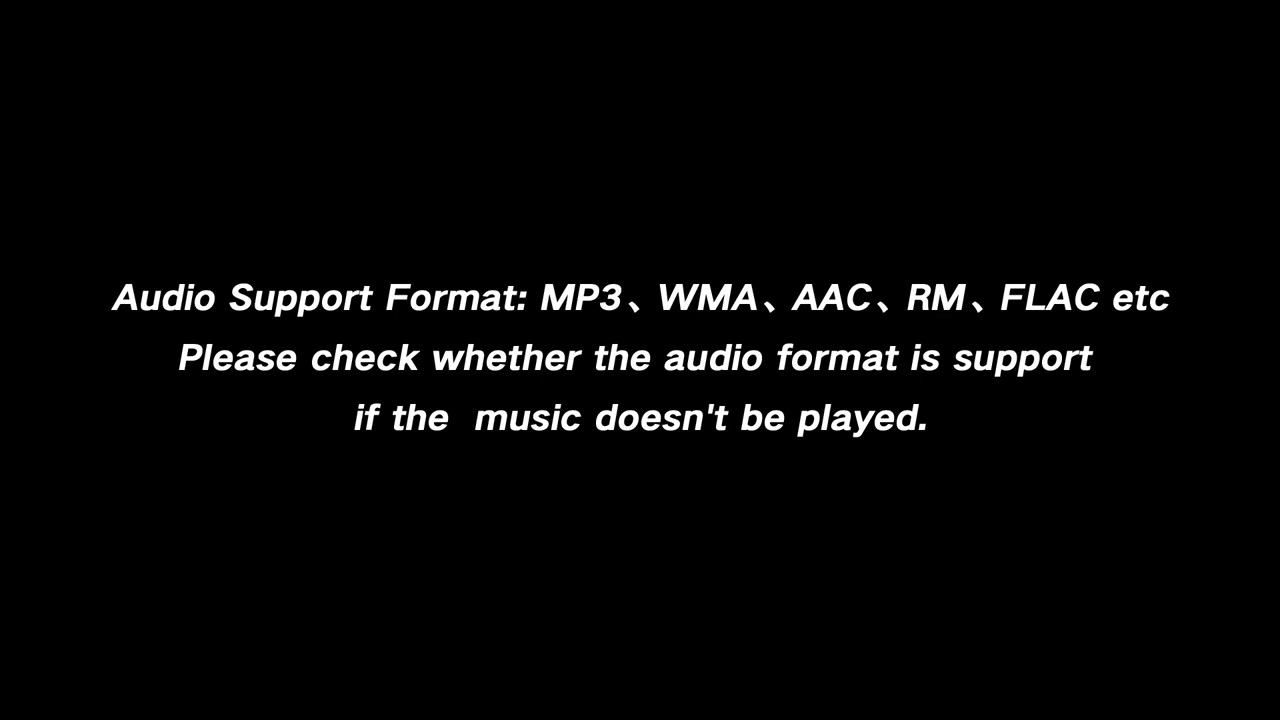 Audio Support Format: MP3、WMA、AAC、RM、FLAC etc
Please check whether the audio format is support
if the  music doesn't be played.